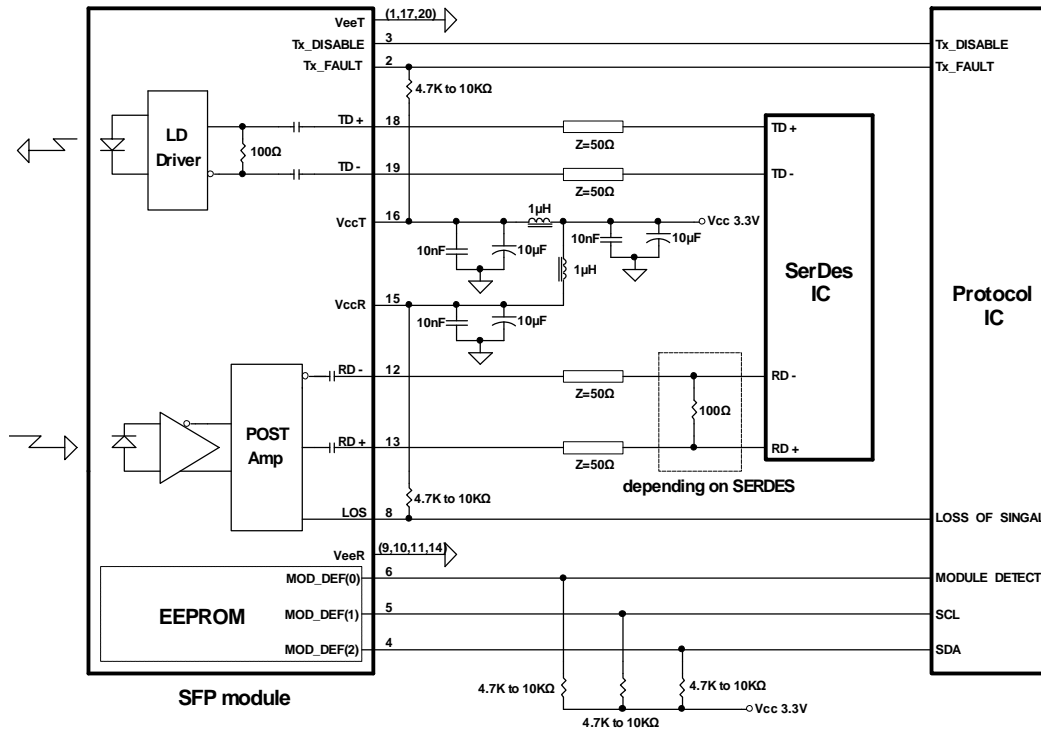 VeeT (1,17,20)
Tx_DISABLE 3 Tx_DISABLE
Tx_FAULT 2 Tx_FAULT
4.7K to 10KΩ
LD
Driver
100Ω
TD+ 18 Z=50Ω TD+
TD- 19 Z=50Ω TD-
VccT 16 1µH Vcc 3.3V
10nF 10µF 10nF 10µF
1µH
SerDes
IC
Protocol
IC
VccR 15
10nF 10µF
RD- 12 Z=50Ω RD-
100Ω
POST
Amp
RD+ 13 Z=50Ω RD+
depending on SERDES
4.7K to 10KΩ
LOS 8 LOSS OF SINGAL
VeeR (9,10,11,14)
MOD_DEF(0) 6 MODULE DETECT
EEPROM
MOD_DEF(1) 5 SCL
MOD_DEF(2) 4 SDA
SFP module
4.7K to 10KΩ 4.7K to 10KΩ
4.7K to 10KΩ
Vcc 3.3V